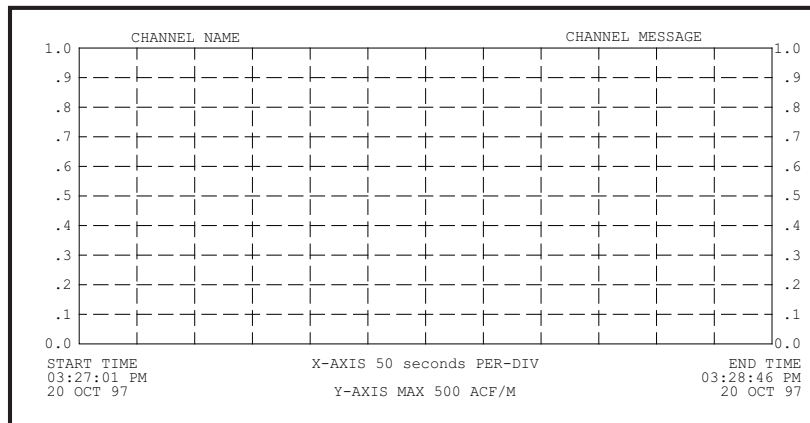 CHANNEL NAME CHANNEL MESSAGE
1.0 1.0
.9 .9
.8 .8
.7 .7
.6 .6
.5 .5
.4 .4
.3 .3
.2 .2
.1 .1
0.0 0.0
START TIME X-AXIS 50 seconds PER-DIV END TIME
03:27:01 PM 03:28:46 PM
20 OCT 97 Y-AXIS MAX 500 ACF/M 20 OCT 97